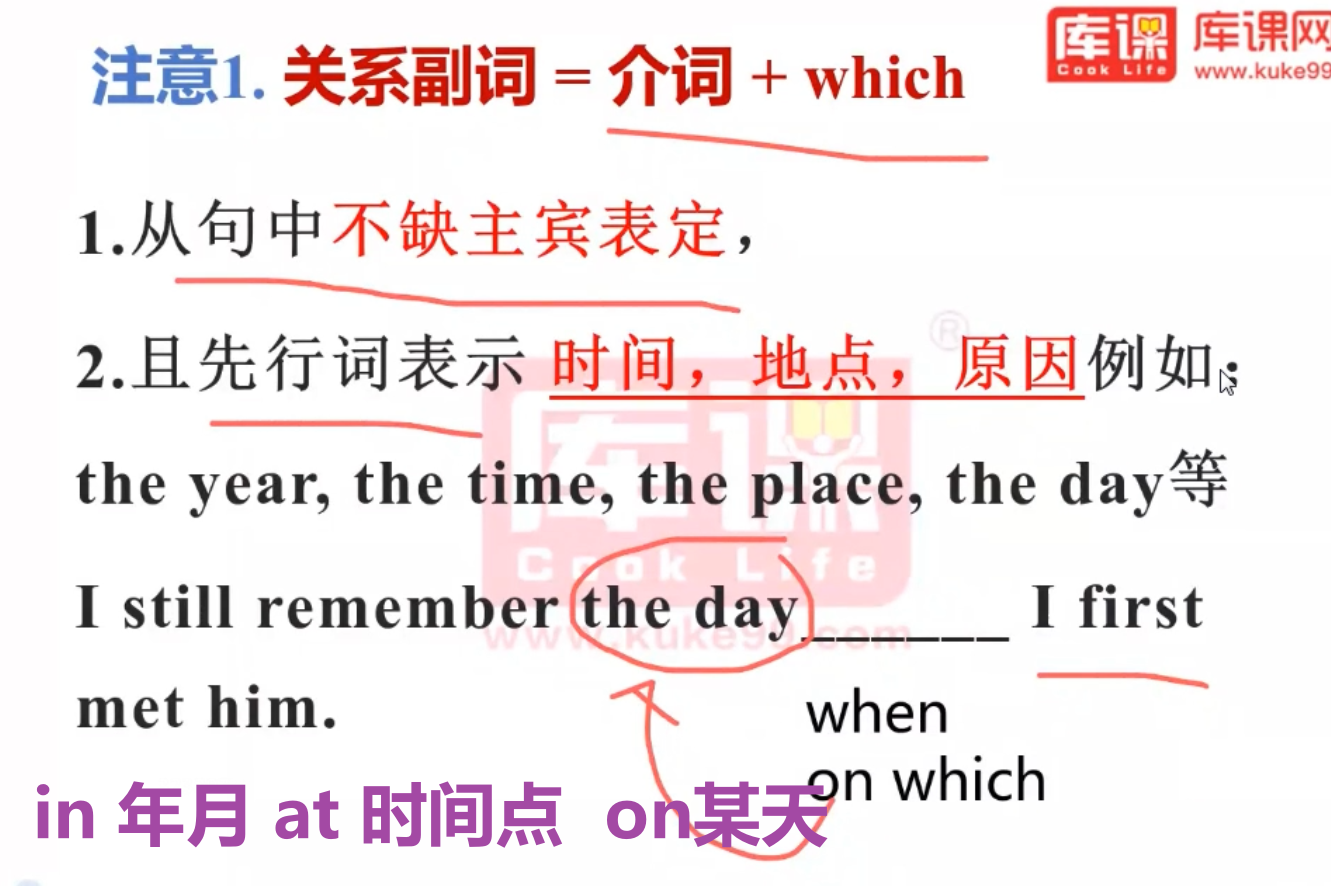 库课 库课网
Cook Life www.kuke99
注意1. 关系副词 = 介词 + which
1.从句中不缺主宾表定，
2.且先行词表示 时间，地点，原因例如：
®
the year, the time, the place, the day等
库课
Cook Life
I still remember the day______ I first
www.kuke99.com
met him.
when
on which
in 年月 at 时间点 on某天